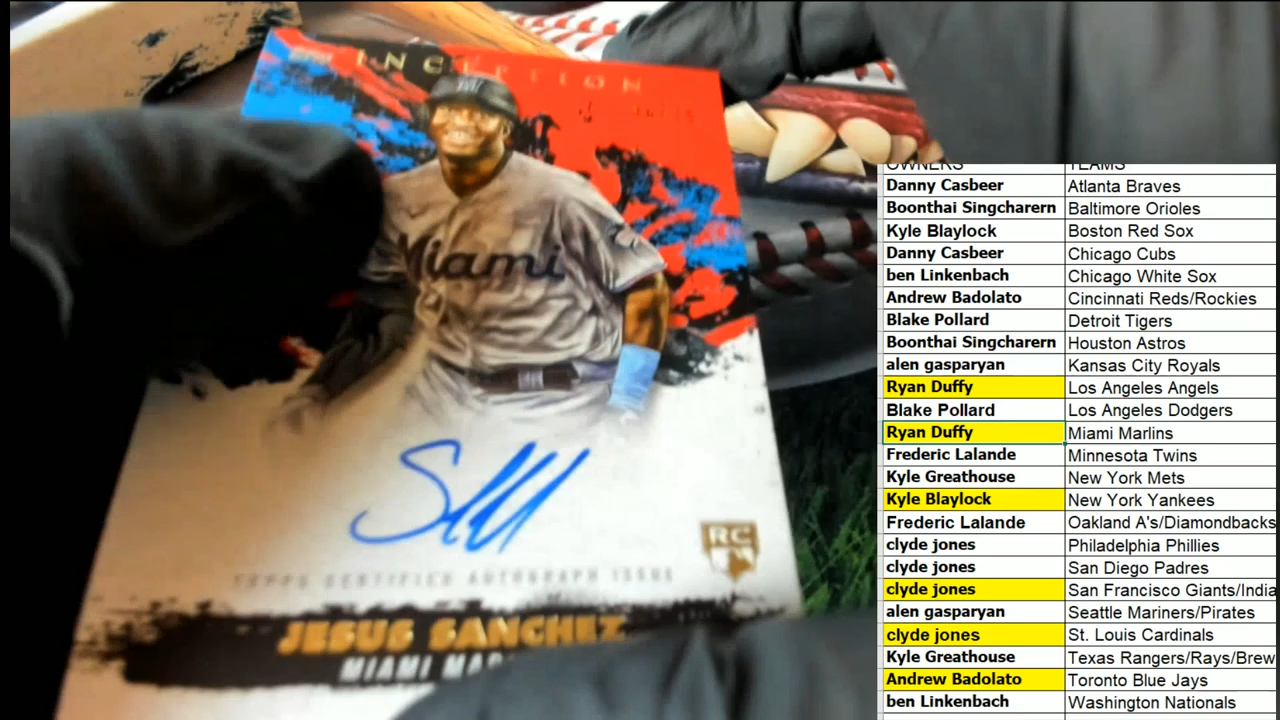 INCEPTION
Miami
TOPPS CERTIFIED AUTOGRAPH ISSUE
RC
JESUS SANCHEZ
MIAMI MAR
OWNERS TEAMS
Danny Casbeer Atlanta Braves
Boonthai Singcharern Baltimore Orioles
Kyle Blaylock Boston Red Sox
Danny Casbeer Chicago Cubs
ben Linkenbach Chicago White Sox
Andrew Badolato Cincinnati Reds/Rockies
Blake Pollard Detroit Tigers
Boonthai Singcharern Houston Astros
alen gasparyan Kansas City Royals
Ryan Duffy Los Angeles Angels
Blake Pollard Los Angeles Dodgers
Ryan Duffy Miami Marlins
Frederic Lalande Minnesota Twins
Kyle Greathouse New York Mets
Kyle Blaylock New York Yankees
Frederic Lalande Oakland A's/Diamondbacks
clyde jones Philadelphia Phillies
clyde jones San Diego Padres
clyde jones San Francisco Giants/India
alen gasparyan Seattle Mariners/Pirates
clyde jones St. Louis Cardinals
Kyle Greathouse Texas Rangers/Rays/Brew
Andrew Badolato Toronto Blue Jays
ben Linkenbach Washington Nationals